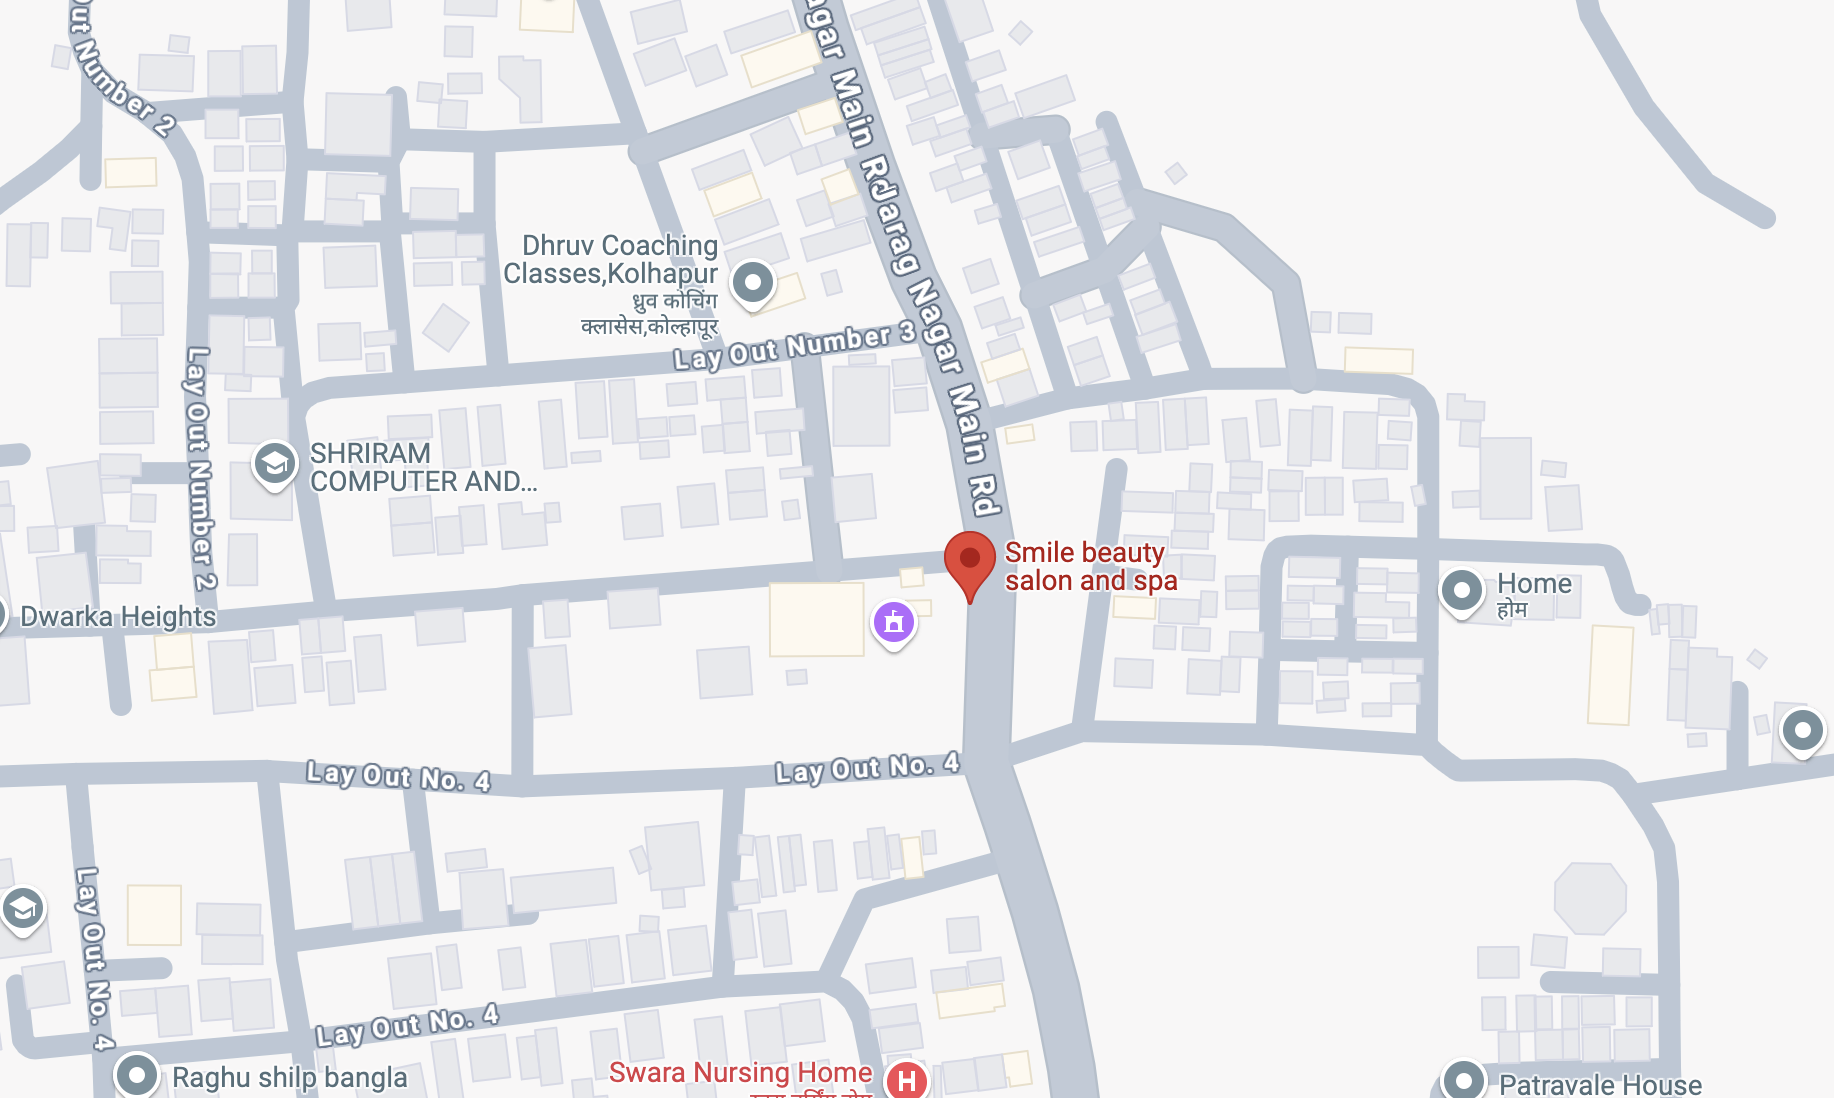 out Number 2
agar Main Rd
Jarag Nagar Main Rd
Dhruv Coaching
Classes,Kolhapur
ध्रुव कोचिंग
क्लासेस,कोल्हापूर
Lay Out Number 3
Lay Out Number 2
SHRIRAM
COMPUTER AND...
Smile beauty
salon and spa
Home
होम
Dwarka Heights
Lay Out No. 4
Lay Out No. 4
Lay Out No. 4
Lay Out No. 4
Raghu shilp bangla
Swara Nursing Home
H
Patravale House